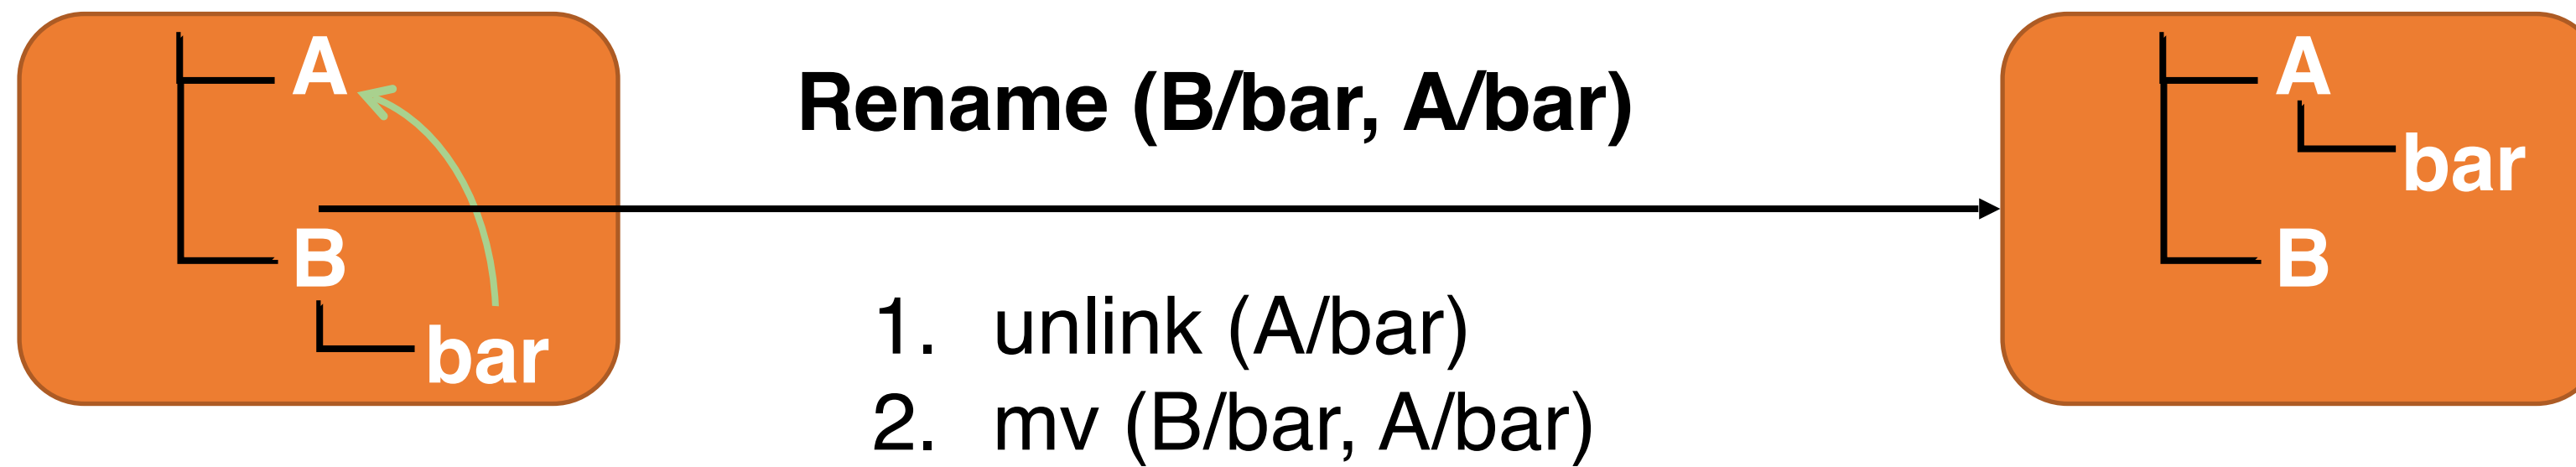 A
B
bar
Rename (B/bar, A/bar)
1. unlink (A/bar)
2. mv (B/bar, A/bar)
A
bar
B